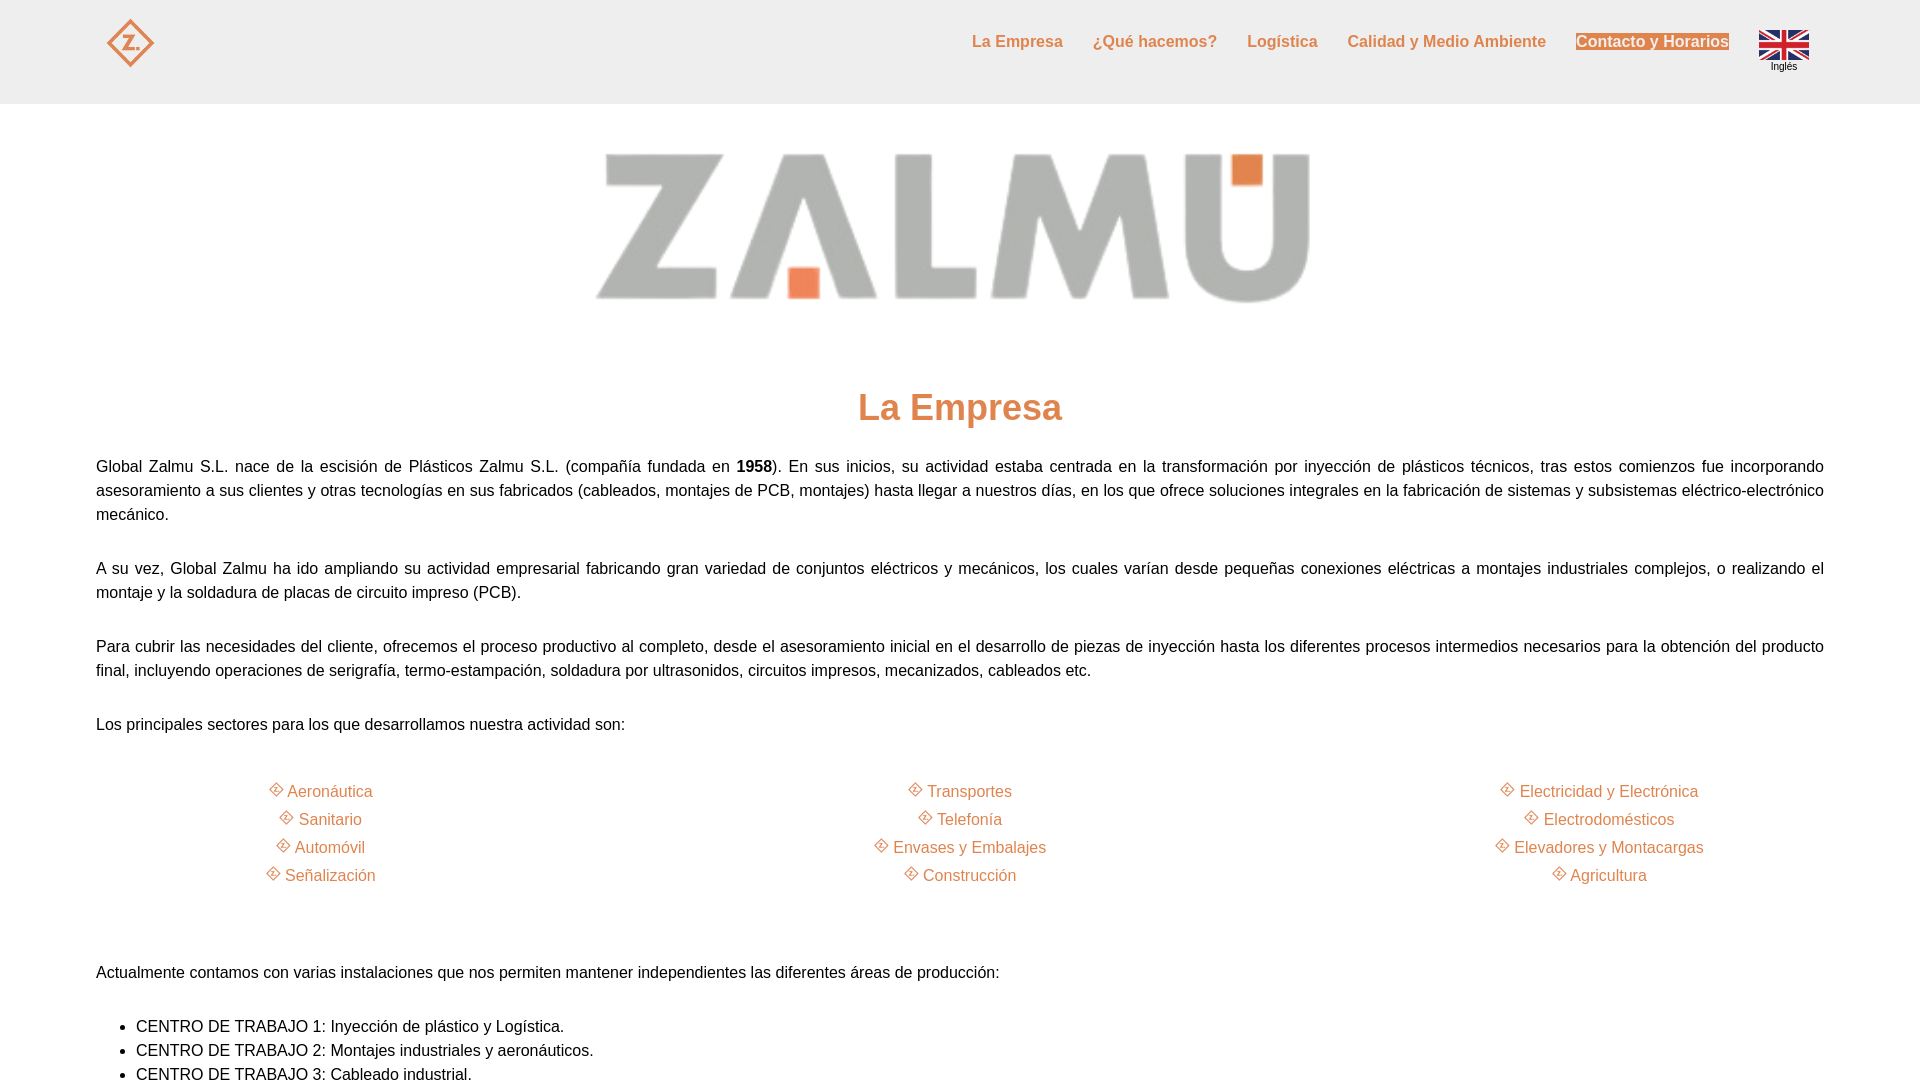 Z.
La Empresa
¿Qué hacemos?
Logística
Calidad y Medio Ambiente
Contacto y Horarios
Inglés
ZALMU
La Empresa
Global Zalmu S.L. nace de la escisión de Plásticos Zalmu S.L. (compañía fundada en 1958). En sus inicios, su actividad estaba centrada en la transformación por inyección de plásticos técnicos, tras estos comienzos fue incorporando
asesoramiento a sus clientes y otras tecnologías en sus fabricados (cableados, montajes de PCB, montajes) hasta llegar a nuestros días, en los que ofrece soluciones integrales en la fabricación de sistemas y subsistemas eléctrico-electrónico
mecánico.
A su vez, Global Zalmu ha ido ampliando su actividad empresarial fabricando gran variedad de conjuntos eléctricos y mecánicos, los cuales varían desde pequeñas conexiones eléctricas a montajes industriales complejos, o realizando el
montaje y la soldadura de placas de circuito impreso (PCB).
Para cubrir las necesidades del cliente, ofrecemos el proceso productivo al completo, desde el asesoramiento inicial en el desarrollo de piezas de inyección hasta los diferentes procesos intermedios necesarios para la obtención del producto
final, incluyendo operaciones de serigrafía, termo-estampación, soldadura por ultrasonidos, circuitos impresos, mecanizados, cableados etc.
Los principales sectores para los que desarrollamos nuestra actividad son:
Aeronáutica
Sanitario
Automóvil
Señalización
Transportes
Telefonía
Envases y Embalajes
Construcción
Electricidad y Electrónica
Electrodomésticos
Elevadores y Montacargas
Agricultura
Actualmente contamos con varias instalaciones que nos permiten mantener independientes las diferentes áreas de producción:
• CENTRO DE TRABAJO 1: Inyección de plástico y Logística.
• CENTRO DE TRABAJO 2: Montajes industriales y aeronáuticos.
• CENTRO DE TRABAJO 3: Cableado industrial.